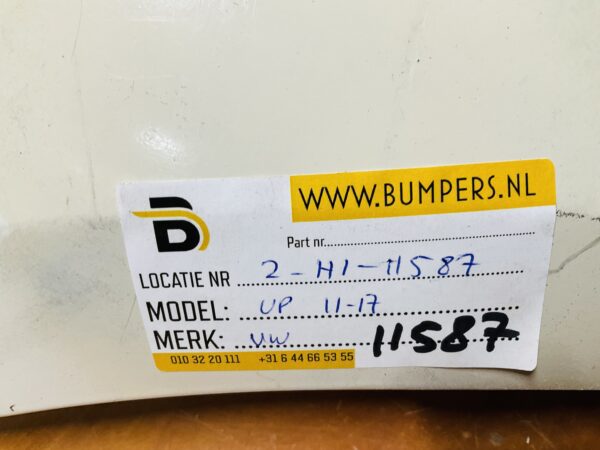 WWW.BUMPERS.NL
B
Part nr.
LOCATIE NR 2-H1-11587
MODEL: UP 11-17
MERK: VW 11587
010 32 20 111 +31 6 44 66 53 55